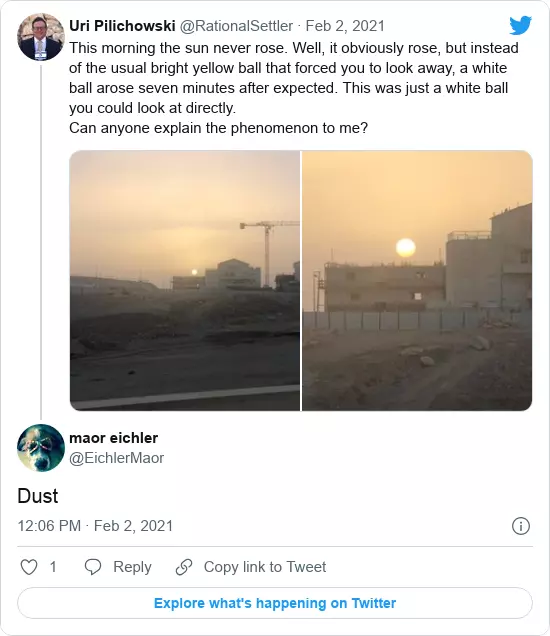 Uri Pilichowski @RationalSettler · Feb 2, 2021
This morning the sun never rose. Well, it obviously rose, but instead
of the usual bright yellow ball that forced you to look away, a white
ball arose seven minutes after expected. This was just a white ball
you could look at directly.
Can anyone explain the phenomenon to me?
maor eichler
@EichlerMaor
Dust
12:06 PM · Feb 2, 2021
1 Reply Copy link to Tweet
Explore what's happening on Twitter